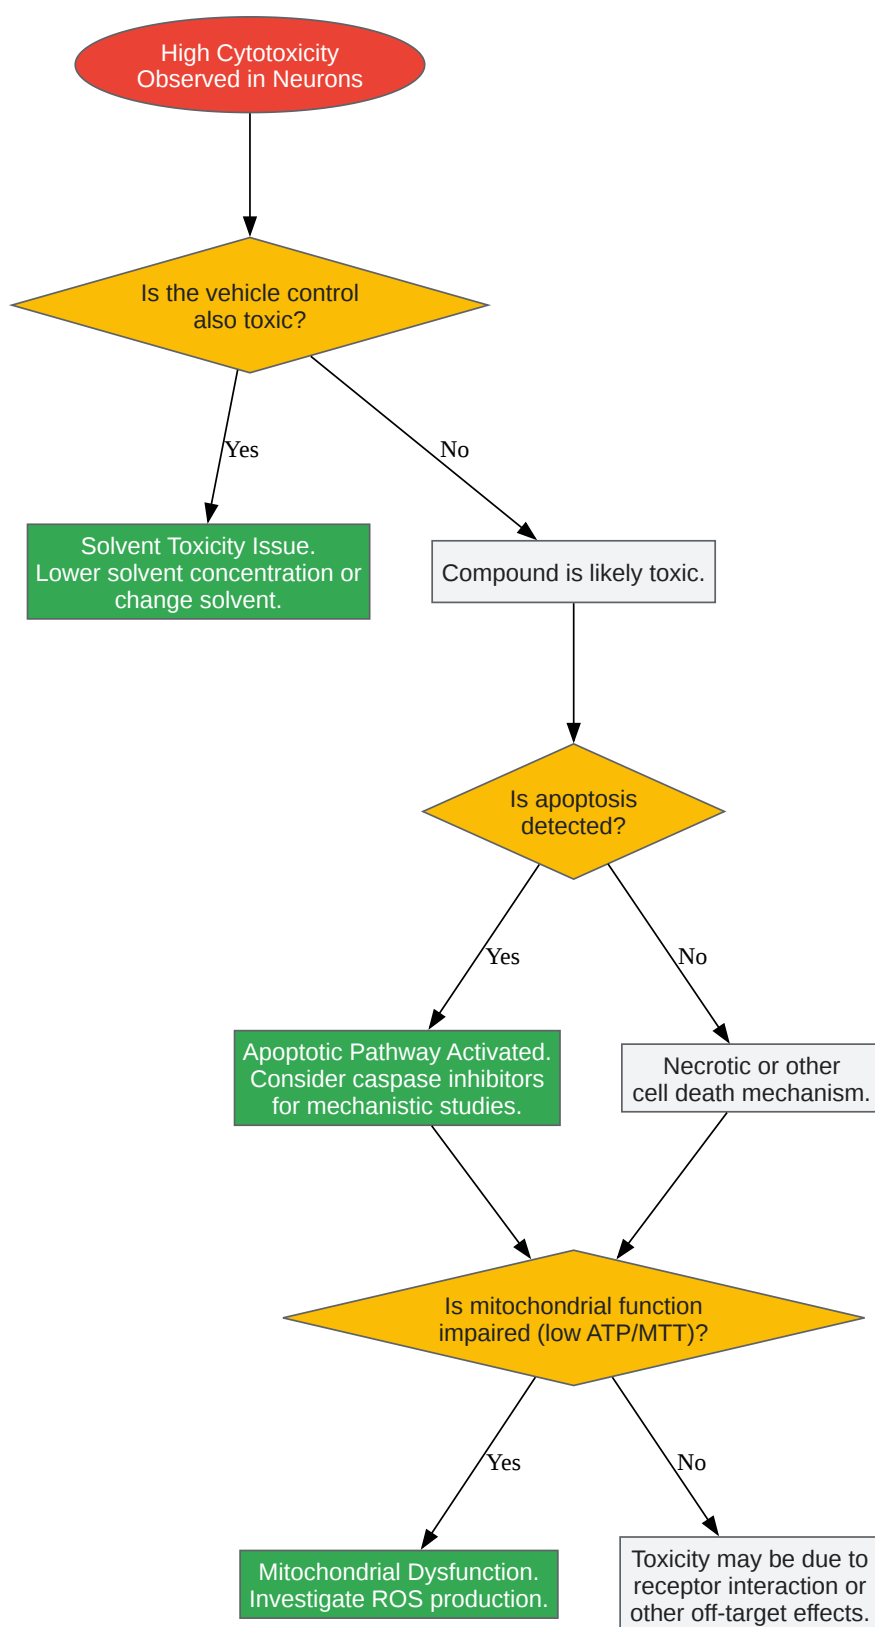 High Cytotoxicity
Observed in Neurons
Is the vehicle control
also toxic?
Yes
No
Solvent Toxicity Issue.
Lower solvent concentration or
change solvent.
Compound is likely toxic.
Is apoptosis
detected?
Yes
No
Apoptotic Pathway Activated.
Consider caspase inhibitors
for mechanistic studies.
Necrotic or other
cell death mechanism.
Is mitochondrial function
impaired (low ATP/MTT)?
Yes
No
Mitochondrial Dysfunction.
Investigate ROS production.
Toxicity may be due to
receptor interaction or
other off-target effects.